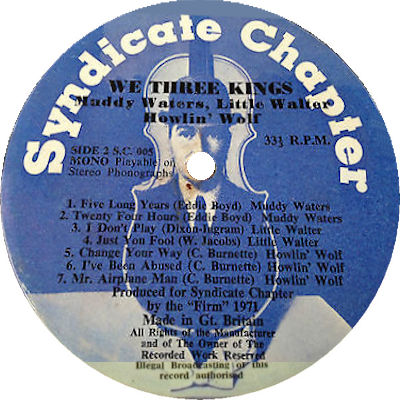 Syndicate Chapter
WE THREE KINGS
Muddy Waters, Little Walter
Howlin' Wolf
SIDE 2 S.C. 005
33⅓ R.P.M.
MONO Playable on
Stereo Phonographs
1. Five Long Years (Eddie Boyd) Muddy Waters
2. Twenty Four Hours (Eddie Boyd) Muddy Waters
3. I Don't Play (Dixon-Jngram) Little Walter
4. Just You Fool (W. Jacobs) Little Walter
5. Change Your Way (C. Burnette) Howlin' Wolf
6. I've Been Abused (C. Burnette) Howlin' Wolf
7. Mr. Airplane Man (C. Burnette) Howlin' Wolf
Produced for Syndicate Chapter
by the "Firm" 1971
Made in Gt. Britain
All Rights of the Manufacturer
and of The Owner of The
Recorded Work Reserved
Illegal Broadcasting of this
record authorised